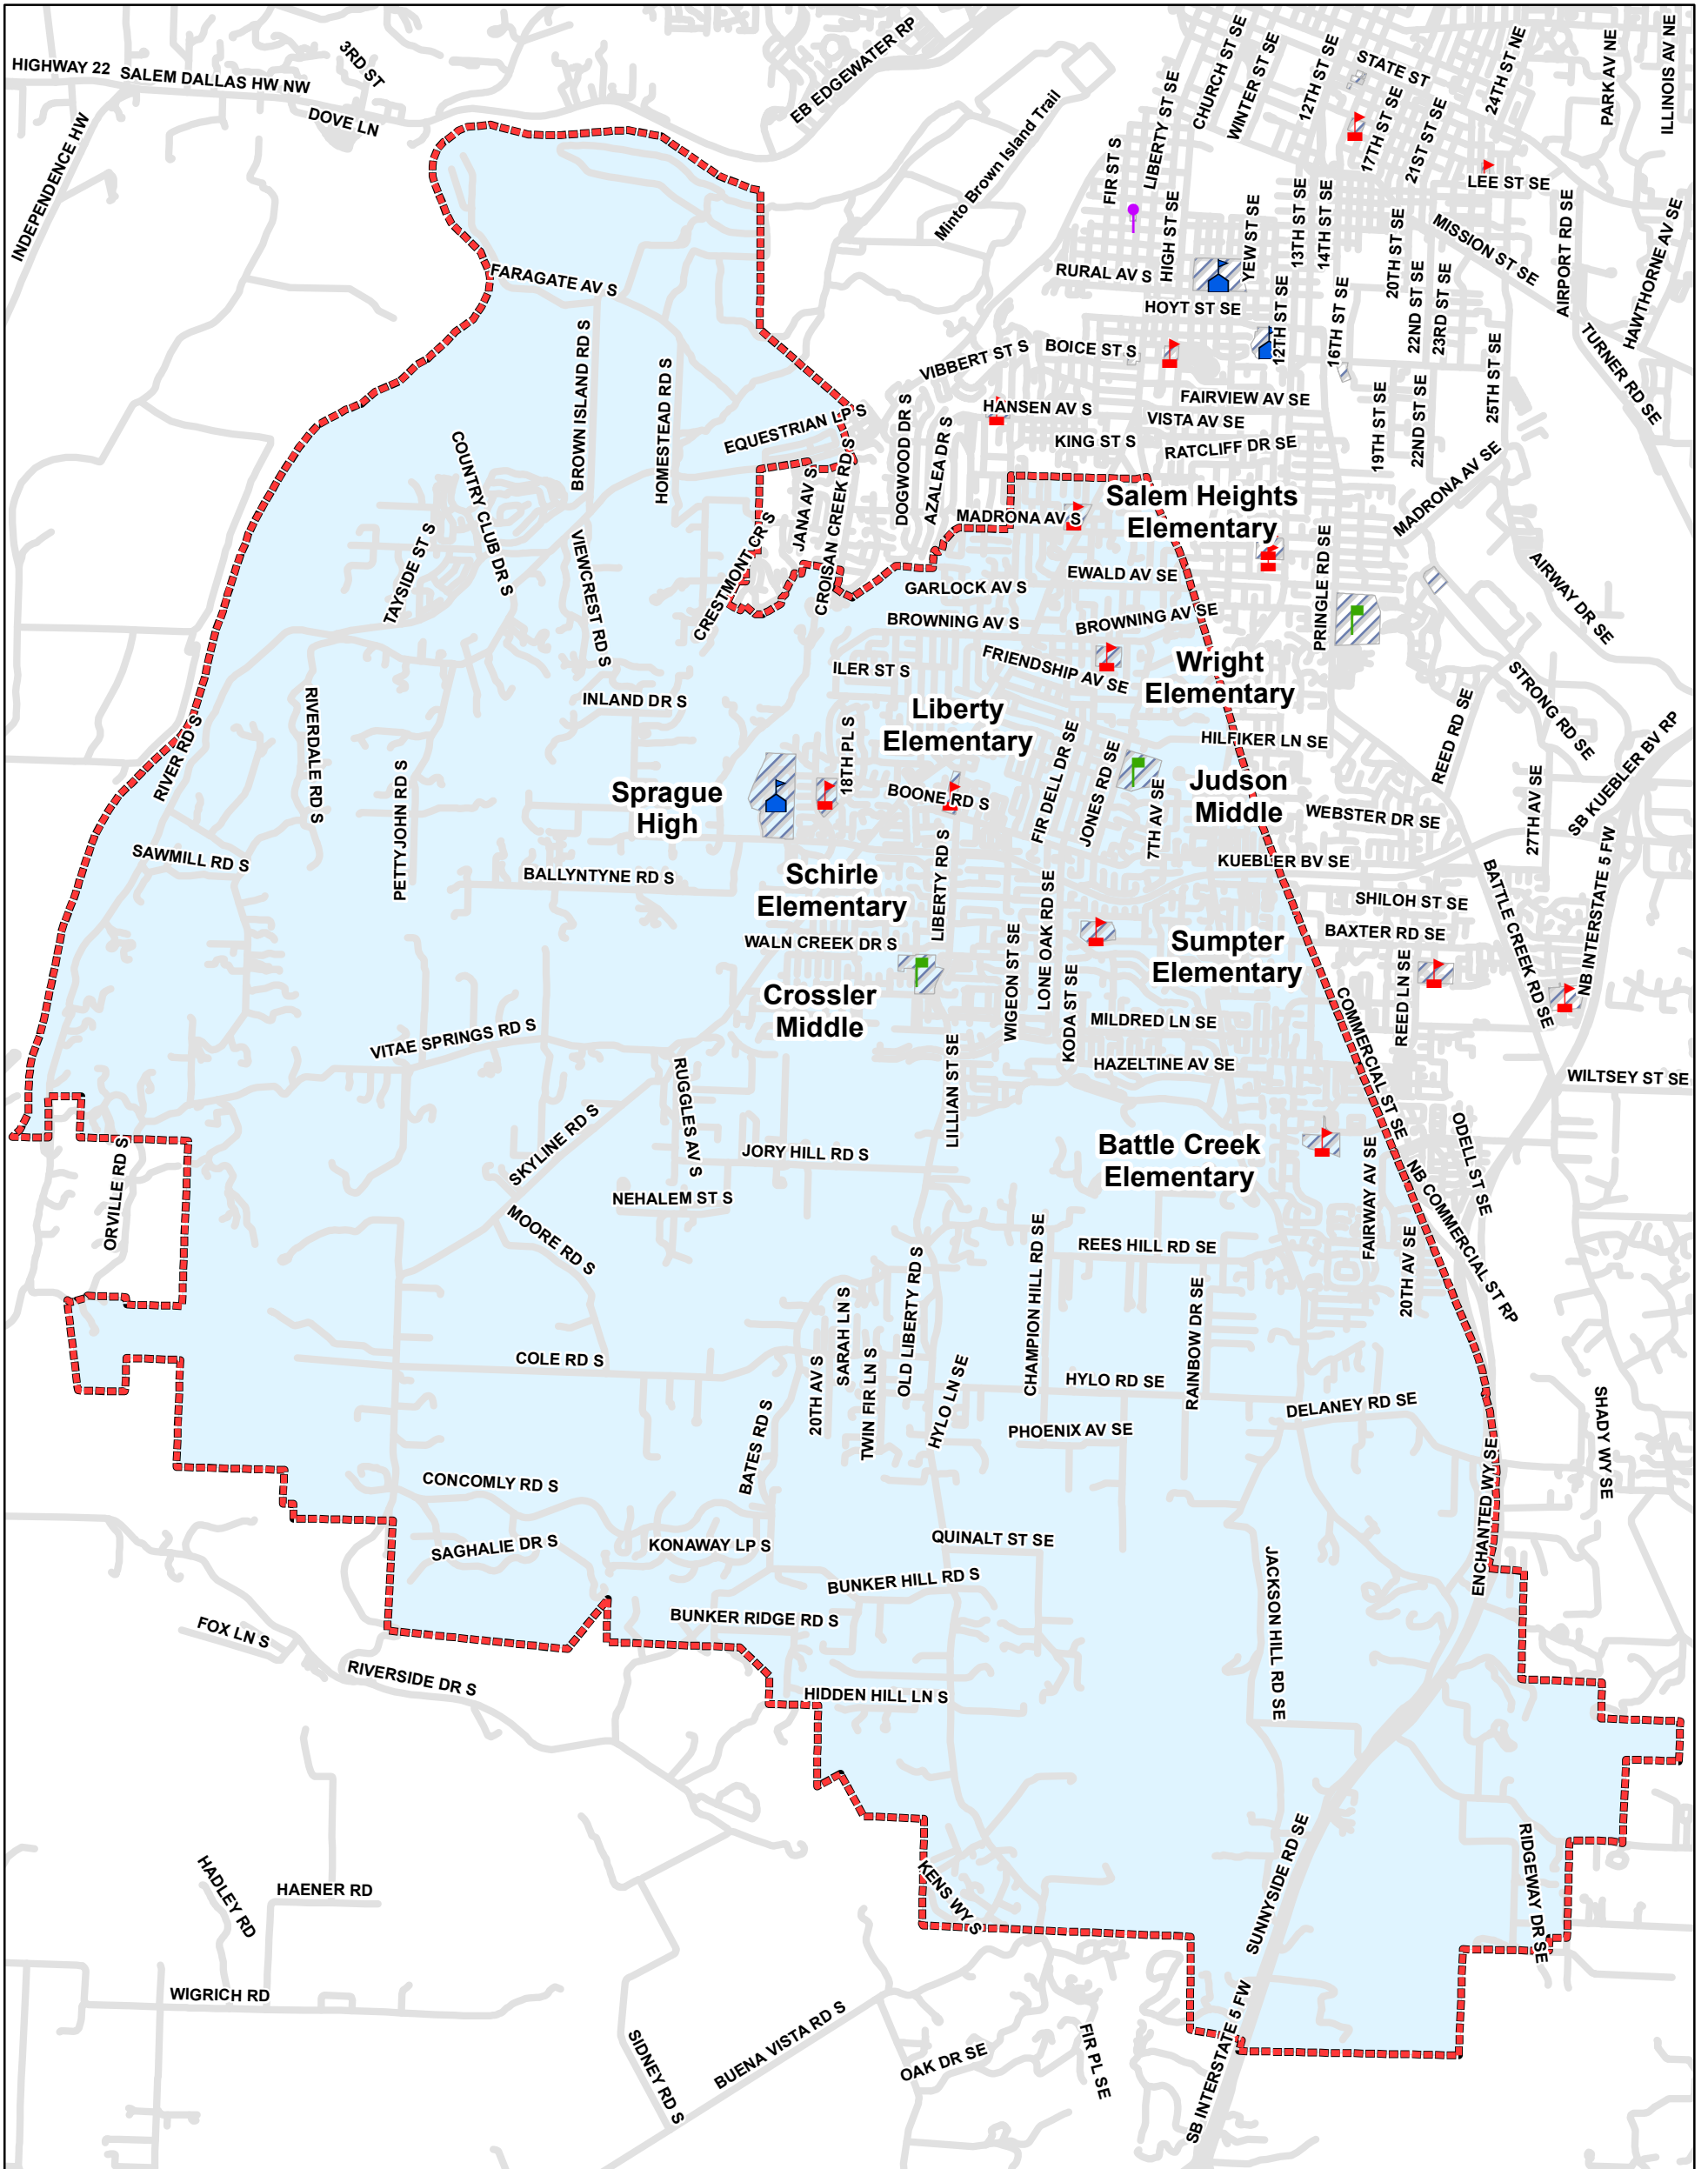 HIGHWAY 22
SALEM DALLAS HW NW
3RD ST
DOVE LN
INDEPENDENCE HW
EB EDGEWATER RP
Minto Brown Island Trail
CHURCH ST SE
WINTER ST SE
LIBERTY ST SE
FIR ST S
12TH ST SE
STATE ST
17TH ST SE
21ST ST SE
24TH ST NE
PARK AV NE
ILLINOIS AV NE
LEE ST SE
MISSION ST SE
AIRPORT RD SE
HAWTHORNE AV SE
TURNER RD SE
HIGH ST SE
YEW ST SE
13TH ST SE
14TH ST SE
20TH ST SE
22ND ST SE
23RD ST SE
RURAL AV S
HOYT ST SE
12TH ST SE
16TH ST SE
25TH ST SE
FARAGATE AV S
BROWN ISLAND RD S
HOMESTEAD RD S
VIBBERT ST S
BOICE ST S
FAIRVIEW AV SE
VISTA AV SE
HANSEN AV S
KING ST S
RATCLIFF DR SE
19TH ST SE
22ND ST SE
MADRONA AV SE
EQUESTRIAN LP S
DOGWOOD DR S
AZALEA DR S
JANA AV S
CROISAN CREEK RD S
CRESTMONT CR S
COUNTRY CLUB DR S
TAYSIDE ST S
VIEWCREST RD S
MADRONA AV S
Salem Heights
Elementary
EWALD AV SE
GARLOCK AV S
BROWNING AV S
BROWNING AV SE
PRINGLE RD SE
AIRWAY DR SE
STRONG RD SE
REED RD SE
SB KUEBLER BV RP
ILER ST S
FRIENDSHIP AV SE
Wright
Elementary
INLAND DR S
Liberty
Elementary
HILFIKER LN SE
RIVER RD S
RIVERDALE RD S
PETTYJOHN RD S
18TH PL S
FIR DELL DR SE
JONES RD SE
7TH AV SE
Judson
Middle
Sprague
High
BOONE RD S
WEBSTER DR SE
27TH AV SE
KUEBLER BV SE
SAWMILL RD S
BALLYNTYNE RD S
Schirle
Elementary
LIBERTY RD S
LONE OAK RD SE
SHILOH ST SE
BATTLE CREEK RD SE
NB INTERSTATE 5 FW
WALN CREEK DR S
WIGEON ST SE
Sumpter
Elementary
BAXTER RD SE
REED LN SE
Crossler
Middle
KODA ST SE
MILDRED LN SE
COMMERCIAL ST SE
VITAE SPRINGS RD S
RUGGLES AV S
LILLIAN ST SE
HAZELTINE AV SE
WILTSEY ST SE
SKYLINE RD S
JORY HILL RD S
Battle Creek
Elementary
FAIRWAY AV SE
ODELL ST SE
NB COMMERCIAL ST RP
ORVILLE RD S
NEHALEM ST S
MOORE RD S
REES HILL RD SE
CHAMPION HILL RD SE
RAINBOW DR SE
20TH AV SE
OLD LIBERTY RD S
SARAH LN S
20TH AV S
TWIN FIR LN S
HYLO LN SE
COLE RD S
HYLO RD SE
PHOENIX AV SE
DELANEY RD SE
SHADY WY SE
BATES RD S
ENCHANTED WY SE
CONCOMLY RD S
SAGHALIE DR S
KONAWAY LP S
QUINALT ST SE
BUNKER HILL RD S
BUNKER RIDGE RD S
JACKSON HILL RD SE
FOX LN S
RIVERSIDE DR S
HIDDEN HILL LN S
HADLEY RD
HAENER RD
KENS WY S
SUNNYSIDE RD SE
RIDGEWAY DR SE
WIGRICH RD
SIDNEY RD S
BUENA VISTA RD S
OAK DR SE
FIR PL SE
SB INTERSTATE 5 FW